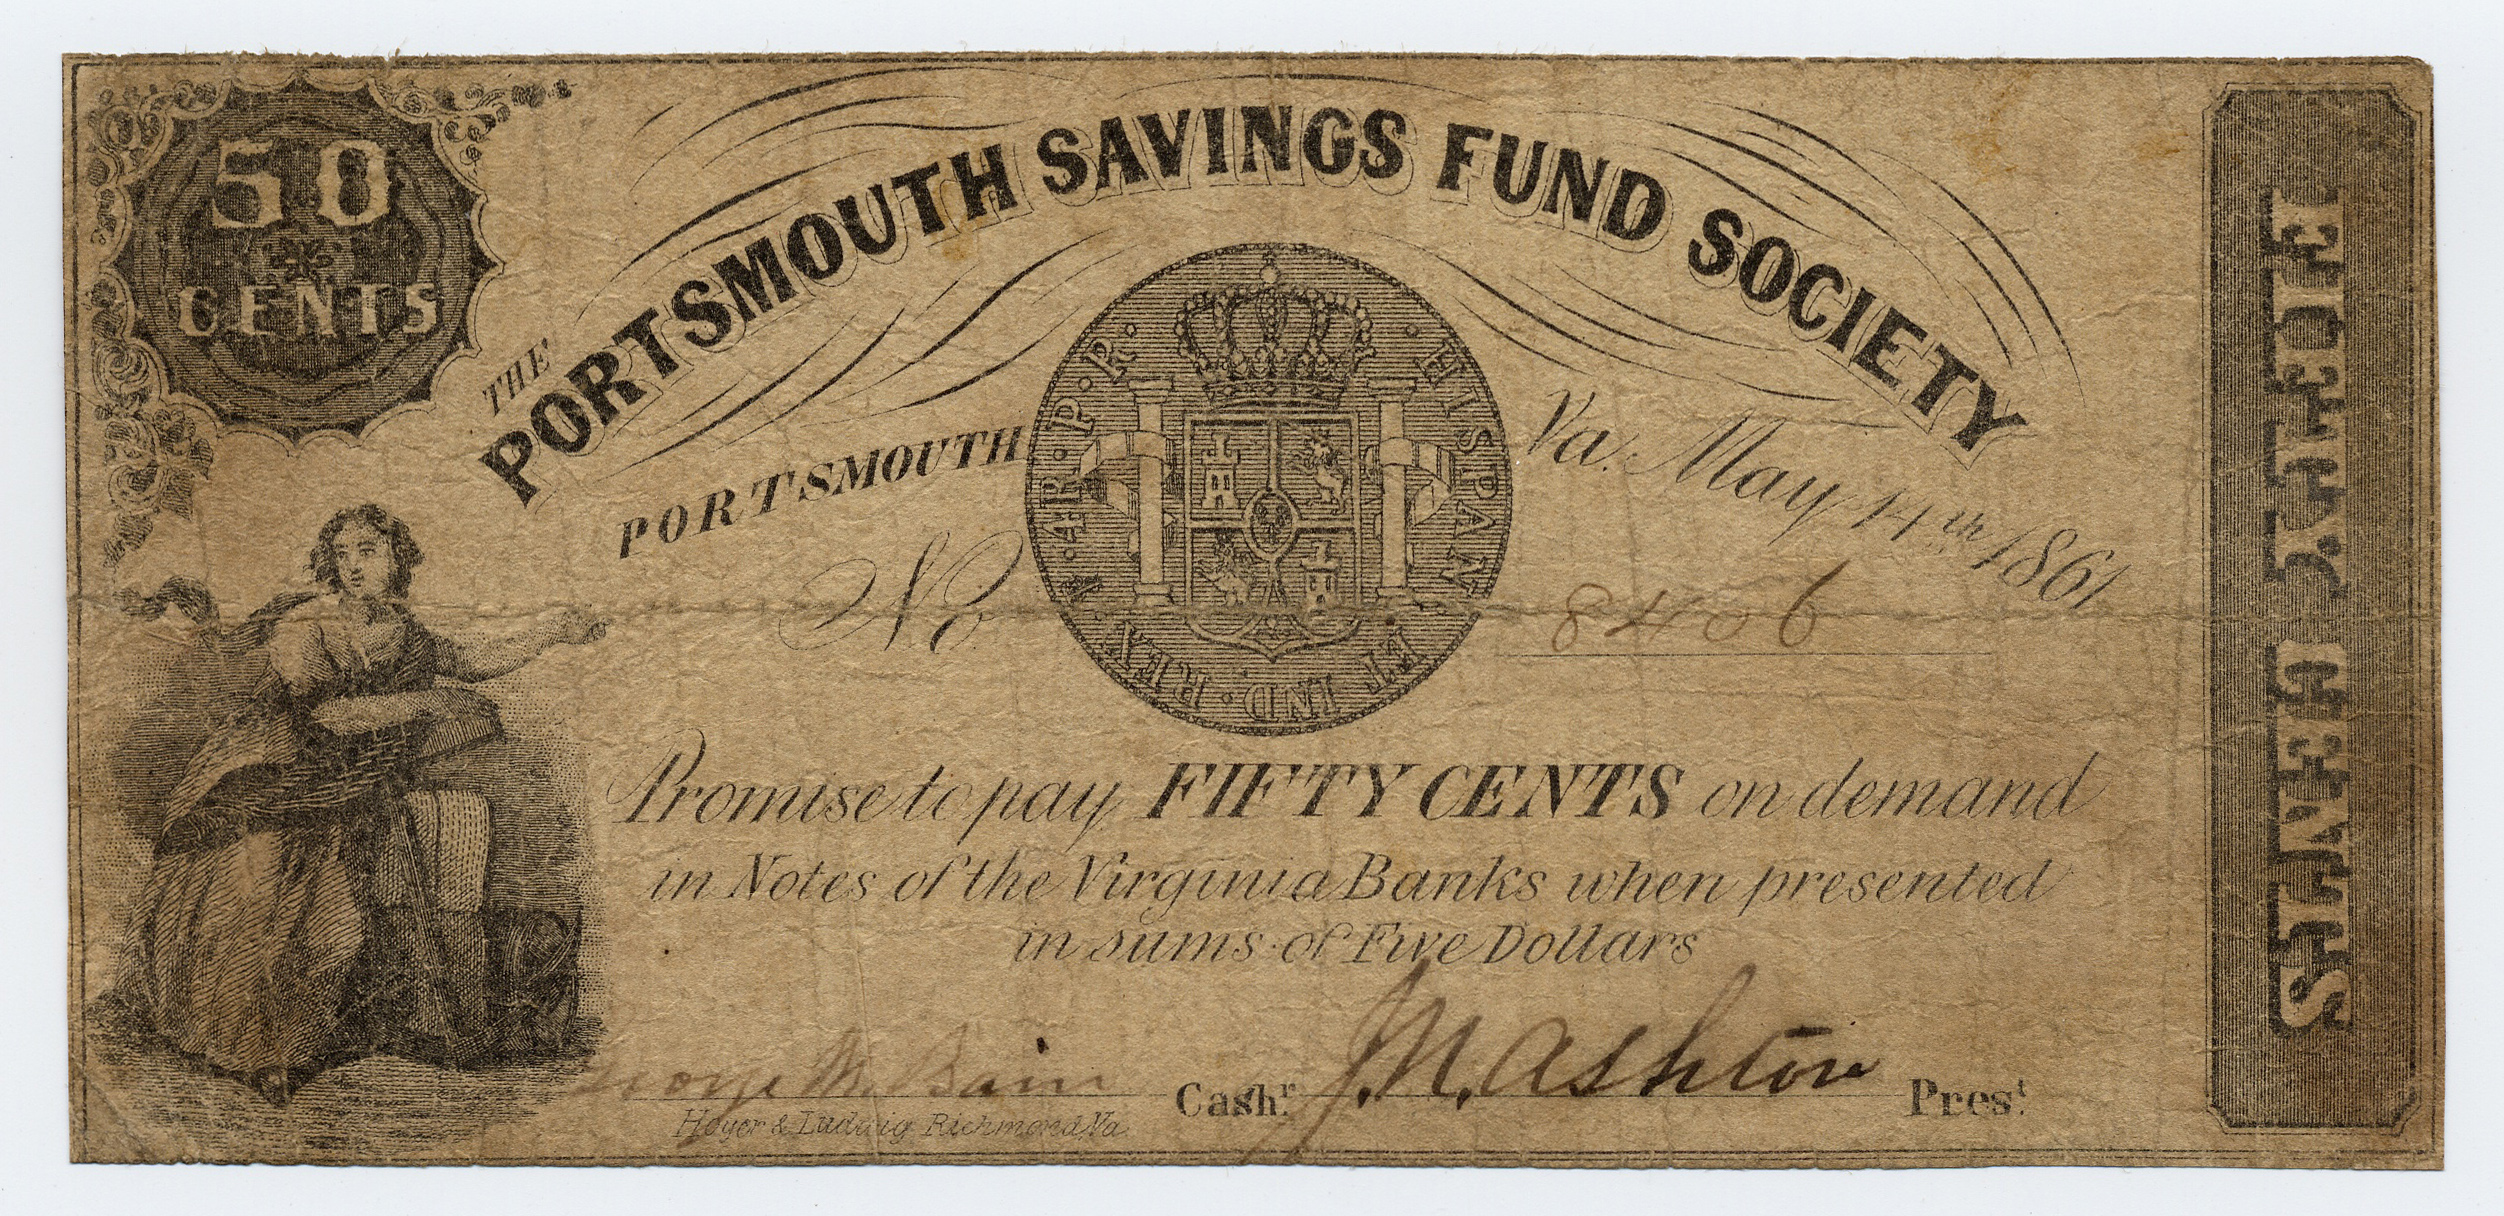 50
CENTS
THE
PORTSMOUTH SAVINGS FUND SOCIETY
PORTSMOUTH Va. May 14th 1861
No. 8406
HISPAN ET IND. REX
Promise to pay FIFTY CENTS on demand
in Notes of the Virginia Banks when presented
in sums of Five Dollars
George M. Bain Cashr. J. M. Ashton Prest.
Hoyer & Ludwig Richmond, Va.
FIFTY CENTS